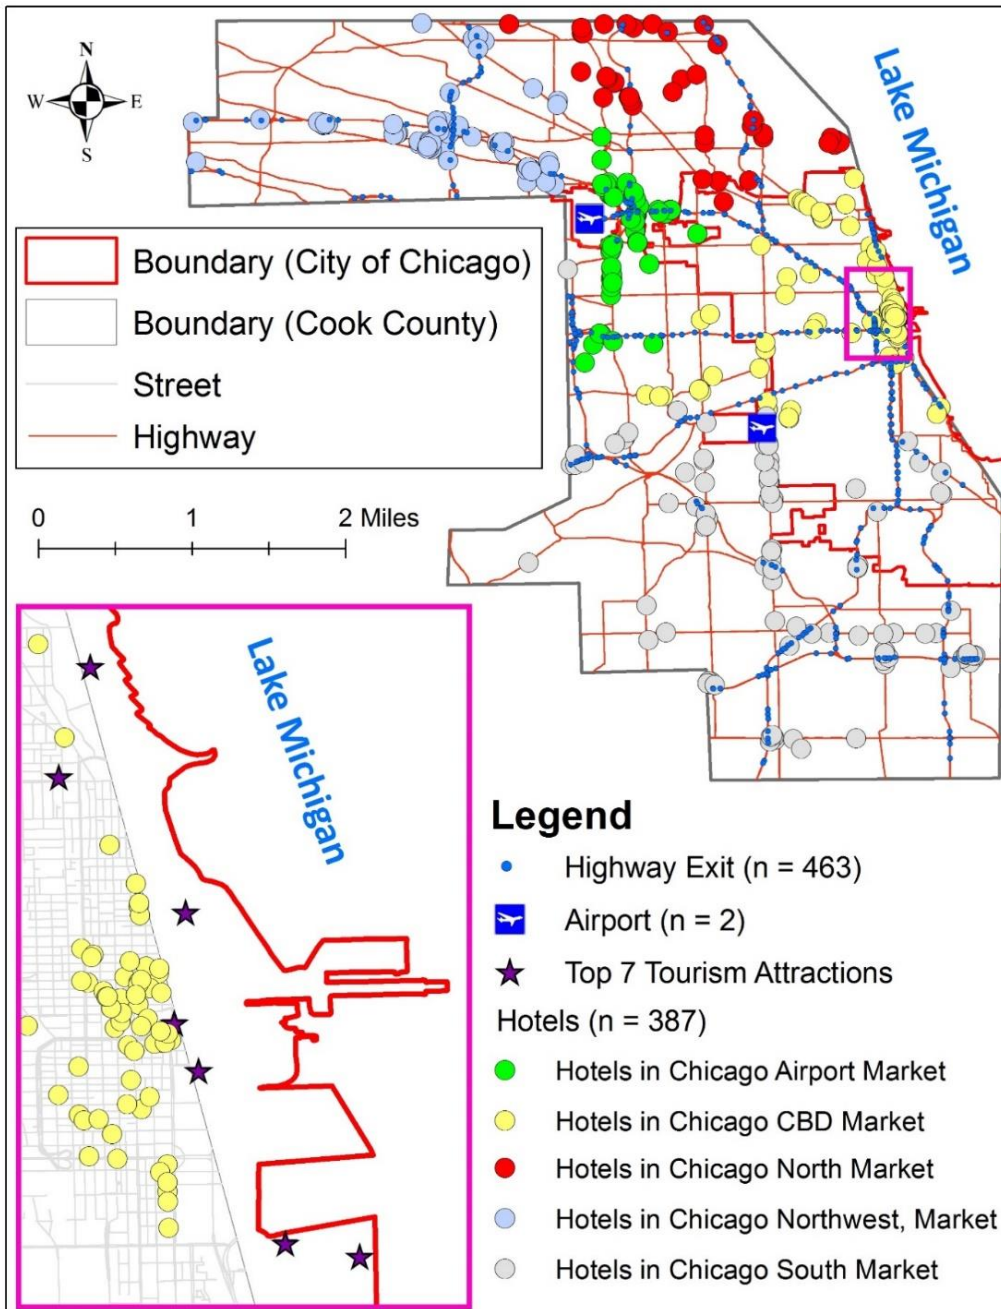 N
W E
S
Lake Michigan
Boundary (City of Chicago)
Boundary (Cook County)
Street
Highway
0 1 2 Miles
Lake Michigan
Legend
Highway Exit (n = 463)
Airport (n = 2)
Top 7 Tourism Attractions
Hotels (n = 387)
Hotels in Chicago Airport Market
Hotels in Chicago CBD Market
Hotels in Chicago North Market
Hotels in Chicago Northwest, Market
Hotels in Chicago South Market